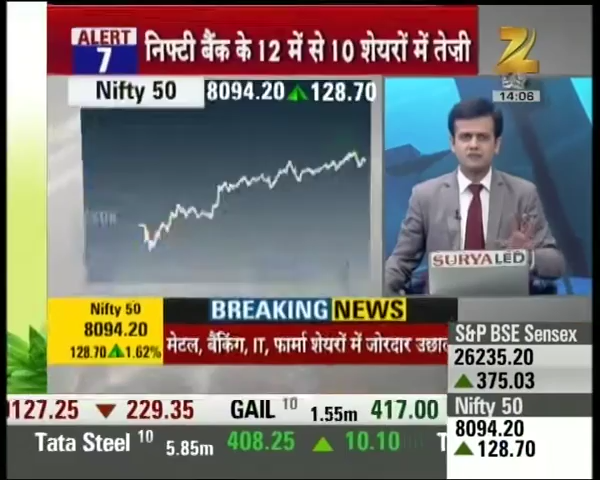 ALERT
7
निफ्टी बैंक के 12 में से 10 शेयरों में तेजी
Z
14:06
Nifty 50 8094.20 128.70
SURYA LED
Nifty 50
8094.20
128.70 1.62%
BREAKING NEWS
मेटल, बैंकिंग, IT, फार्मा शेयरों में जोरदार
S&P BSE Sensex
26235.20
375.03
Nifty 50
8094.20
128.70
127.25 229.35 GAIL 10 1.55m 417.00
Tata Steel 10 5.85m 408.25 10.10